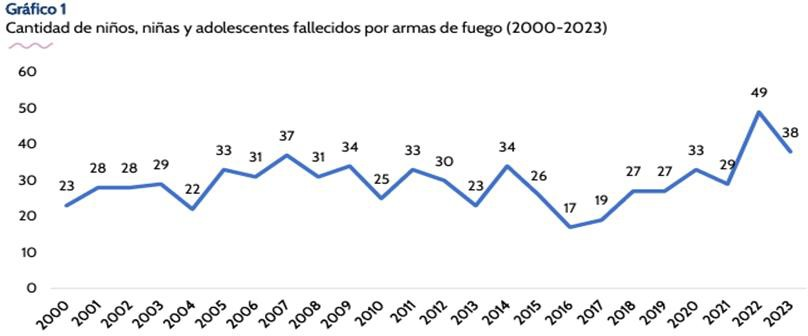 Gráfico 1
Cantidad de niños, niñas y adolescentes fallecidos por armas de fuego (2000-2023)
60
50
40
30
20
10
0
23 28 28 29 22 33 31 37 31 34 25 33 30 23 34 26 17 19 27 27 33 29 49 38
2000 2001 2002 2003 2004 2005 2006 2007 2008 2009 2010 2011 2012 2013 2014 2015 2016 2017 2018 2019 2020 2021 2022 2023